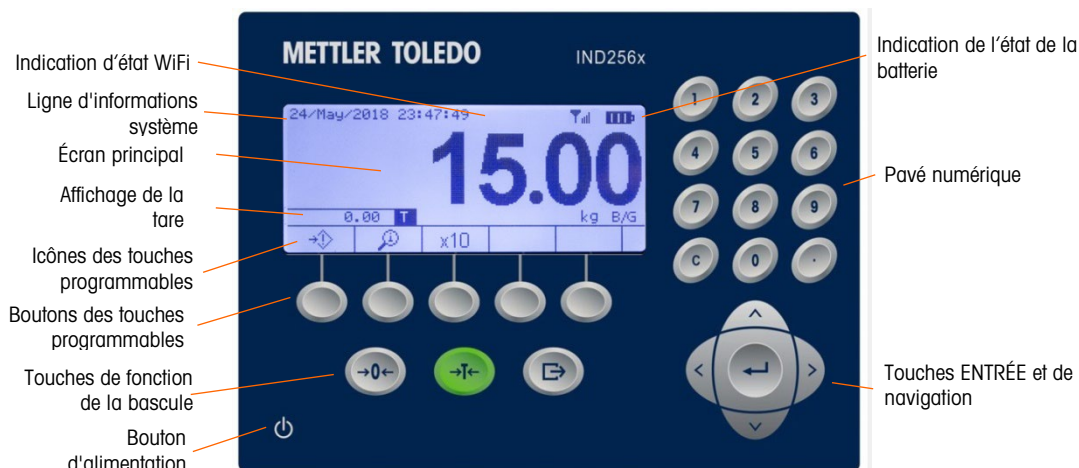 METTLER TOLEDO
IND256x
Indication d'état WiFi
Ligne d'informations
système
Écran principal
Affichage de la
tare
Icônes des touches
programmables
Boutons des touches
programmables
Touches de fonction
de la bascule
Bouton
d'alimentation
24/May/2018 23:47:49
15.00
0.00 T
kg B/G
x10
→0←
→T←
1 2 3
4 5 6
7 8 9
C 0 .
Indication de l'état de la
batterie
Pavé numérique
Touches ENTRÉE et de
navigation